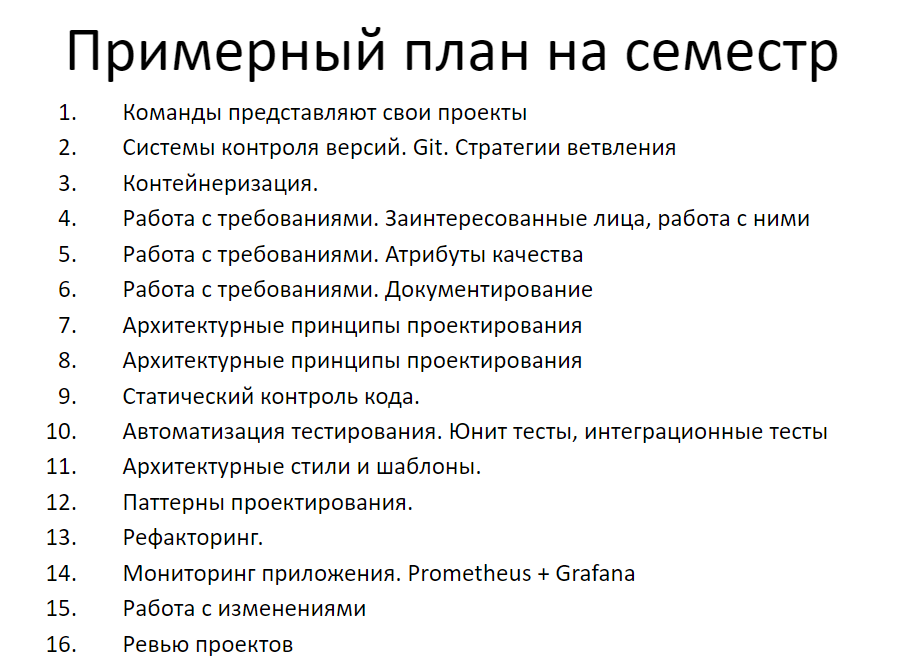 Примерный план на семестр
1. Команды представляют свои проекты
2. Системы контроля версий. Git. Стратегии ветвления
3. Контейнеризация.
4. Работа с требованиями. Заинтересованные лица, работа с ними
5. Работа с требованиями. Атрибуты качества
6. Работа с требованиями. Документирование
7. Архитектурные принципы проектирования
8. Архитектурные принципы проектирования
9. Статический контроль кода.
10. Автоматизация тестирования. Юнит тесты, интеграционные тесты
11. Архитектурные стили и шаблоны.
12. Паттерны проектирования.
13. Рефакторинг.
14. Мониторинг приложения. Prometheus + Grafana
15. Работа с изменениями
16. Ревью проектов